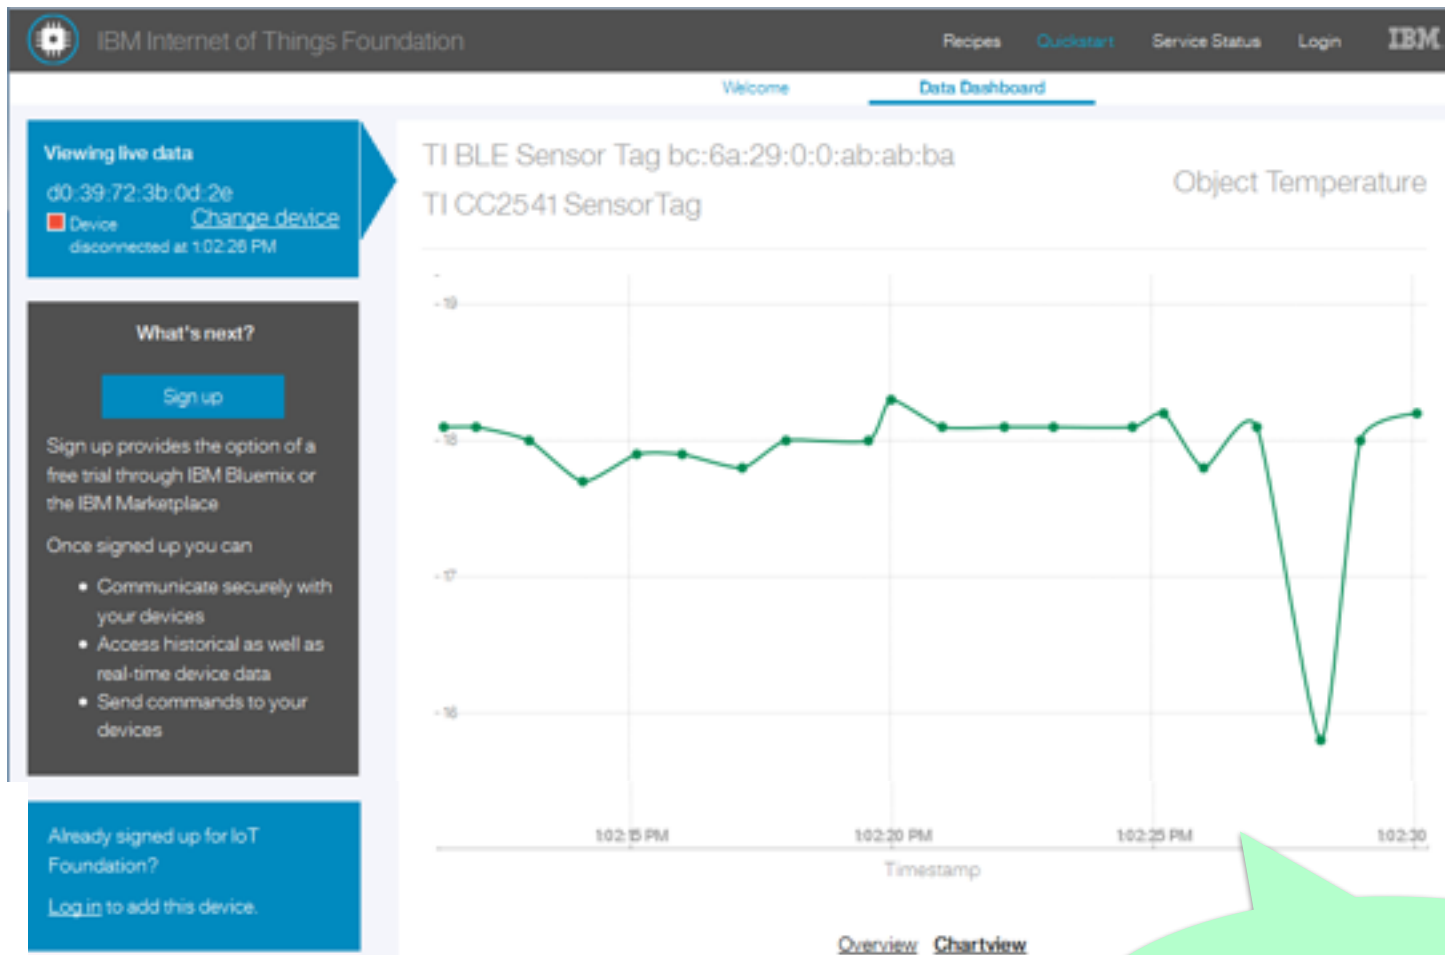 IBM Internet of Things Foundation
Recipes
Quickstart
Service Status
Login
IBM
Welcome
Data Dashboard
Viewing live data
d0:39:72:3b:0d:2e
Device
Change device
disconnected at 1:02:26 PM
What's next?
Sign up
Sign up provides the option of a
free trial through IBM Bluemix or
the IBM Marketplace
Once signed up you can
• Communicate securely with
your devices
• Access historical as well as
real-time device data
• Send commands to your
devices
Already signed up for IoT
Foundation?
Log in to add this device.
TI BLE Sensor Tag bc:6a:29:0:0:ab:ab:ba
TI CC2541 SensorTag
Object Temperature
19
18
17
16
1:02:15 PM
1:02:20 PM
1:02:25 PM
1:02:30
Timestamp
Overview
Chartview